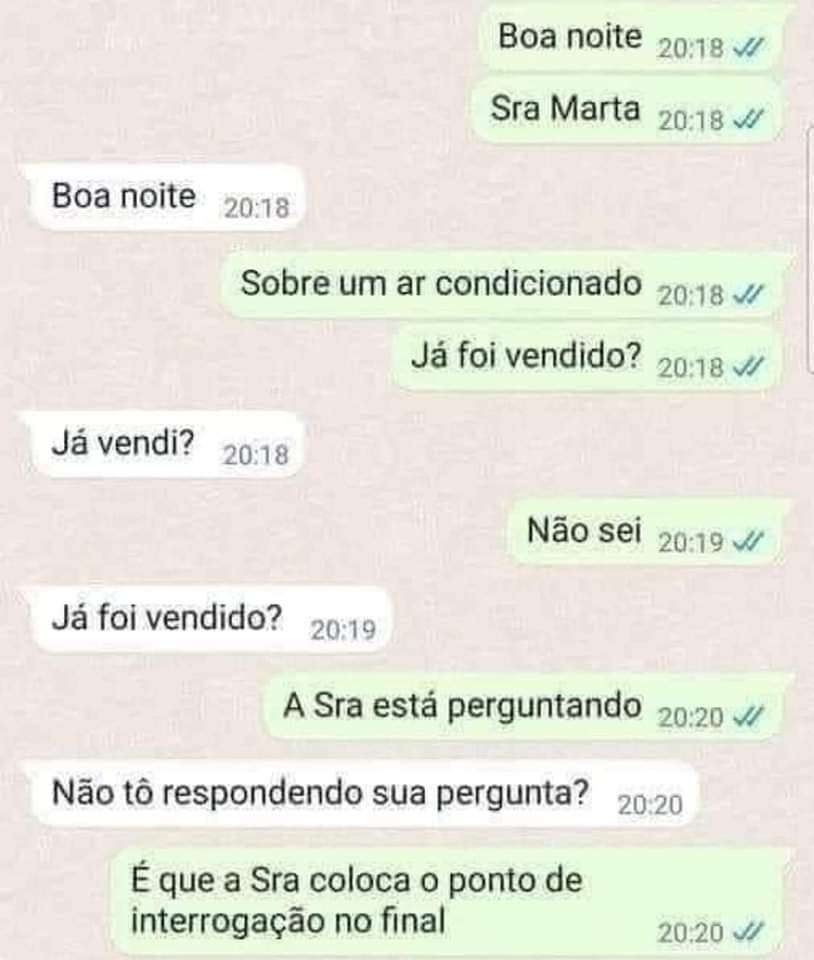 Boa noite 20:18
Sra Marta 20:18
Boa noite 20:18
Sobre um ar condicionado 20:18
Já foi vendido? 20:18
Já vendi? 20:18
Não sei 20:19
Já foi vendido? 20:19
A Sra está perguntando 20:20
Não tô respondendo sua pergunta? 20:20
É que a Sra coloca o ponto de
interrogação no final 20:20